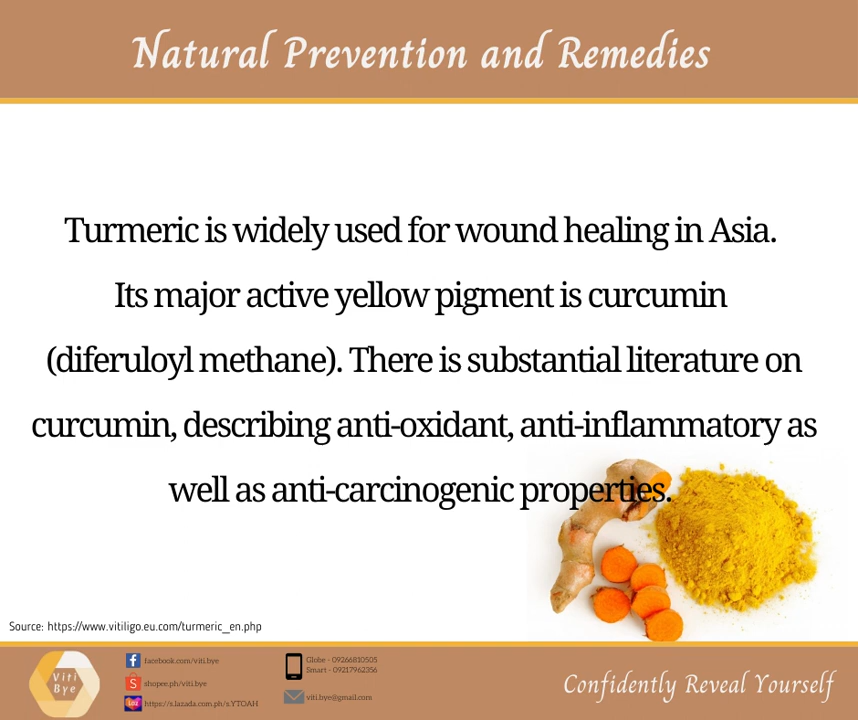 Natural Prevention and Remedies
Turmeric is widely used for wound healing in Asia.
Its major active yellow pigment is curcumin
(diferuloyl methane). There is substantial literature on
curcumin, describing anti-oxidant, anti-inflammatory as
well as anti-carcinogenic properties.
Source: https://www.vitiligo.eu.com/turmeric_en.php
Viti
Bye
facebook.com/viti.bye
shopee.ph/viti.bye
Laz
https://s.lazada.com.ph/s.YTOAH
Globe - 09266810505
Smart - 09217962356
viti.bye@gmail.com
Confidently Reveal Yourself